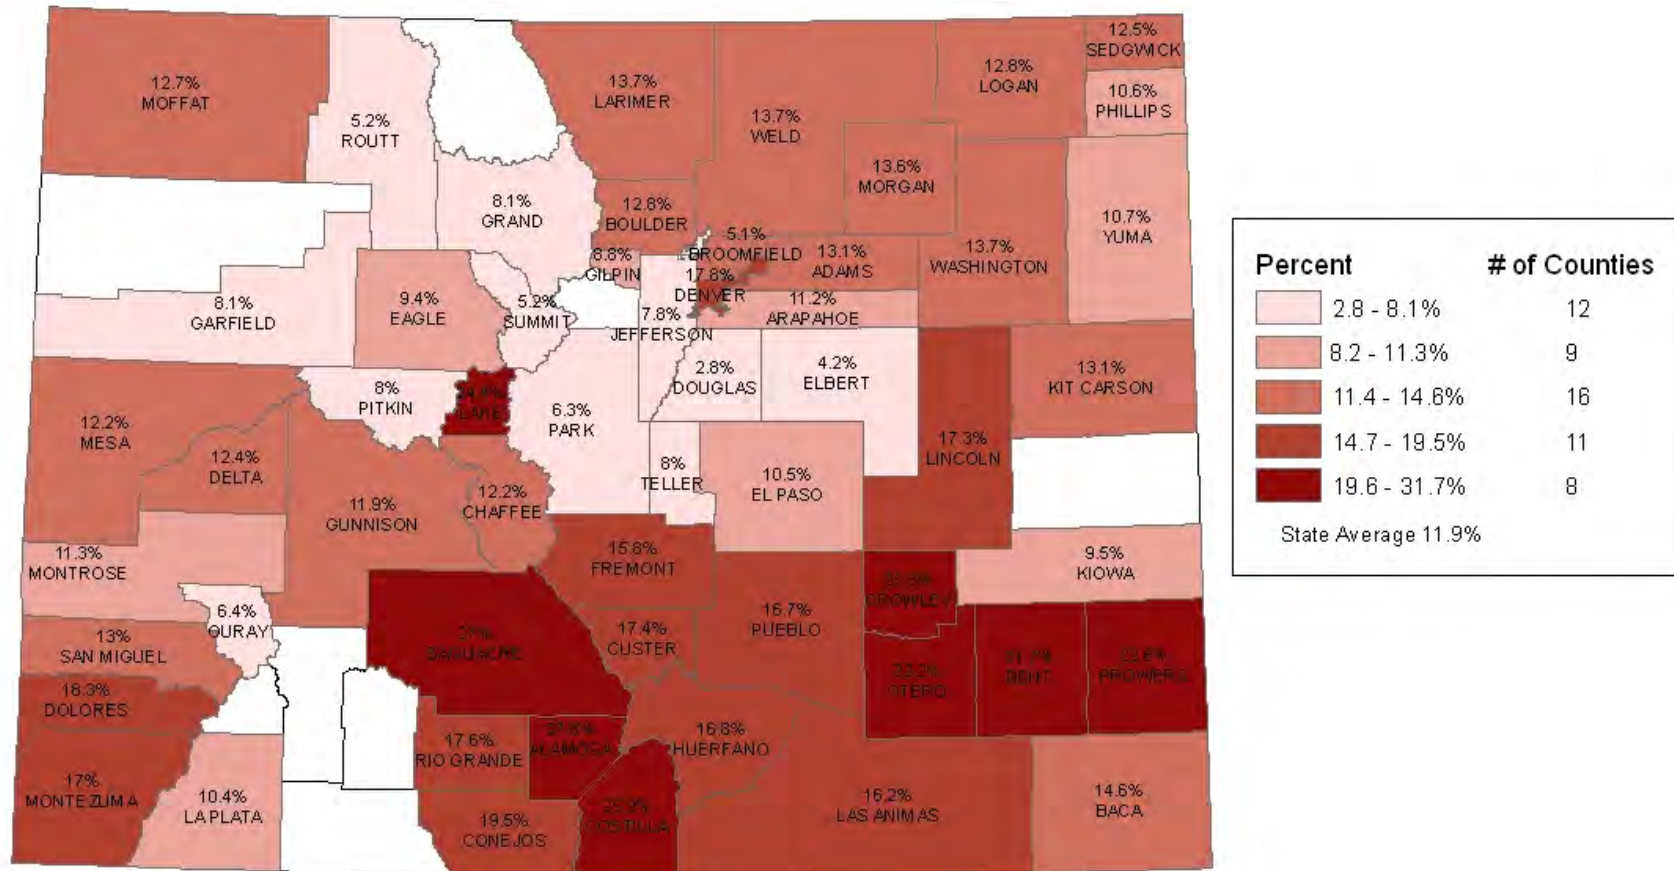 12.7%
MOFFAT
5.2%
ROUTT
13.7%
LARIMER
13.7%
WELD
12.8%
LOGAN
12.5%
SEDGWICK
10.6%
PHILLIPS
13.6%
MORGAN
8.1%
GRAND
12.8%
BOULDER
8.8%
GILPIN
5.1%
BROOMFIELD
13.1%
ADAMS
13.7%
WASHINGTON
10.7%
YUMA
17.8%
DENVER
11.2%
ARAPAHOE
8.1%
GARFIELD
9.4%
EAGLE
5.2%
SUMMIT
7.8%
JEFFERSON
2.8%
DOUGLAS
4.2%
ELBERT
13.1%
KIT CARSON
8%
PITKIN
LAKE
6.3%
PARK
12.2%
MESA
12.4%
DELTA
11.9%
GUNNISON
12.2%
CHAFFEE
8%
TELLER
10.5%
EL PASO
17.3%
LINCOLN
11.3%
MONTROSE
15.8%
FREMONT
9.5%
KIOWA
CROWLEY
6.4%
OURAY
13%
SAN MIGUEL
SAGUACHE
17.4%
CUSTER
16.7%
PUEBLO
22.2%
OTERO
BENT
PROWERS
18.3%
DOLORES
17.6%
RIO GRANDE
ALAMOSA
16.8%
HUERFANO
17%
MONTEZUMA
10.4%
LA PLATA
19.5%
CONEJOS
COSTILLA
16.2%
LAS ANIMAS
14.6%
BACA
Percent # of Counties
2.8 - 8.1% 12
8.2 - 11.3% 9
11.4 - 14.6% 16
14.7 - 19.5% 11
19.6 - 31.7% 8
State Average 11.9%